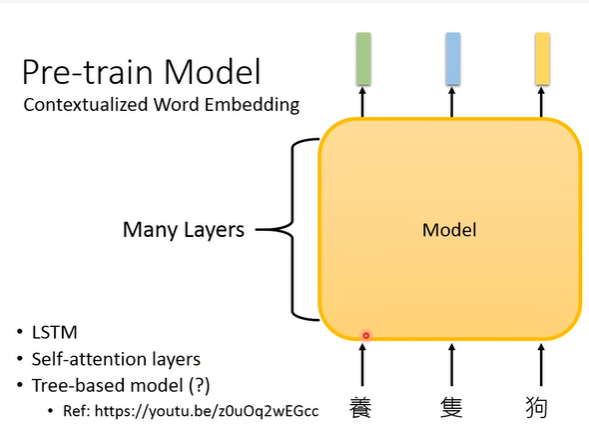 Pre-train Model
Contextualized Word Embedding
Many Layers
Model
• LSTM
• Self-attention layers
• Tree-based model (?)
• Ref: https://youtu.be/z0uOq2wEGcc
養 隻 狗